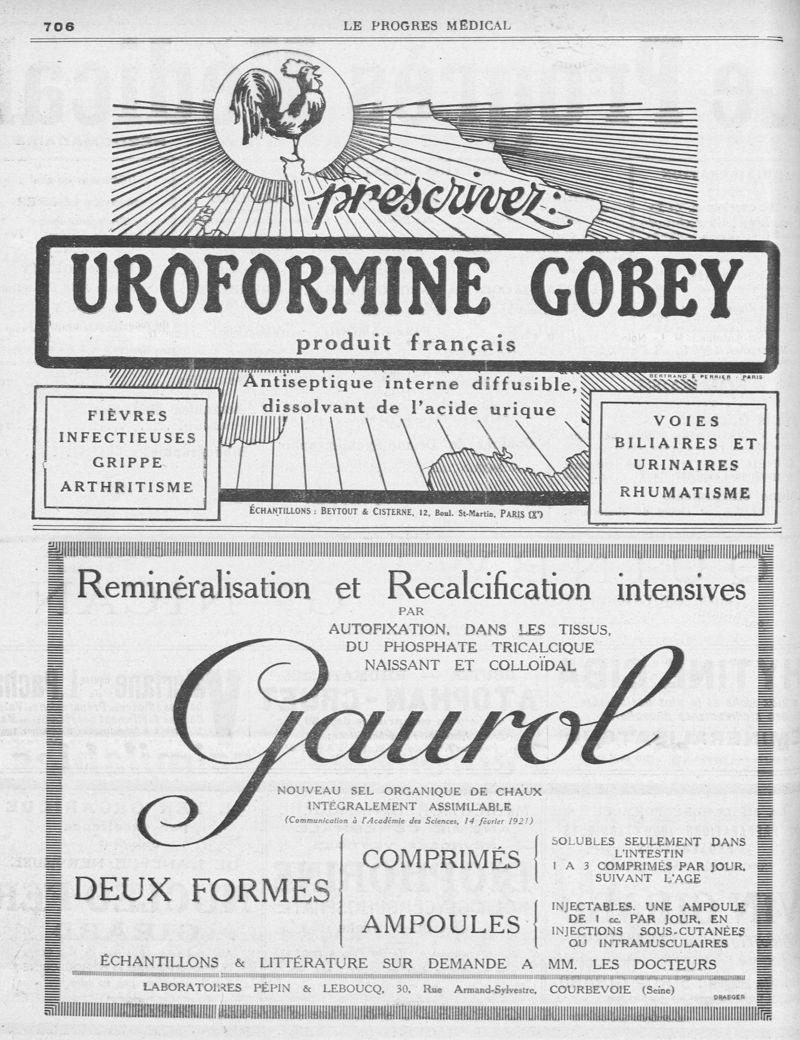 706
LE PROGRES MÉDICAL
prescrivez:
UROFORMINE GOBEY
produit français
BERTRAND & PERRIER - PARIS
Antiseptique interne diffusible,
dissolvant de l'acide urique
FIÈVRES
INFECTIEUSES
GRIPPE
ARTHRITISME
VOIES
BILIAIRES ET
URINAIRES
RHUMATISME
ÉCHANTILLONS : BEYTOUT & CISTERNE, 12, Boul. St-Martin, PARIS (Xe)
Reminéralisation et Recalcification intensives
PAR
AUTOFIXATION, DANS LES TISSUS,
DU PHOSPHATE TRICALCIQUE
NAISSANT ET COLLOÏDAL
Gaurol
NOUVEAU SEL ORGANIQUE DE CHAUX
INTÉGRALEMENT ASSIMILABLE
(Communication à l'Académie des Sciences, 14 février 1921)
DEUX FORMES
COMPRIMÉS
SOLUBLES SEULEMENT DANS
L'INTESTIN
1 A 3 COMPRIMÉS PAR JOUR,
SUIVANT L'AGE
AMPOULES
INJECTABLES. UNE AMPOULE
DE 1 cc. PAR JOUR, EN
INJECTIONS SOUS-CUTANÉES
OU INTRAMUSCULAIRES
ÉCHANTILLONS & LITTÉRATURE SUR DEMANDE A MM. LES DOCTEURS
LABORATOIRES PÉPIN & LEBOUCQ, 30, Rue Armand-Sylvestre, COURBEVOIE (Seine)
DRAEGER